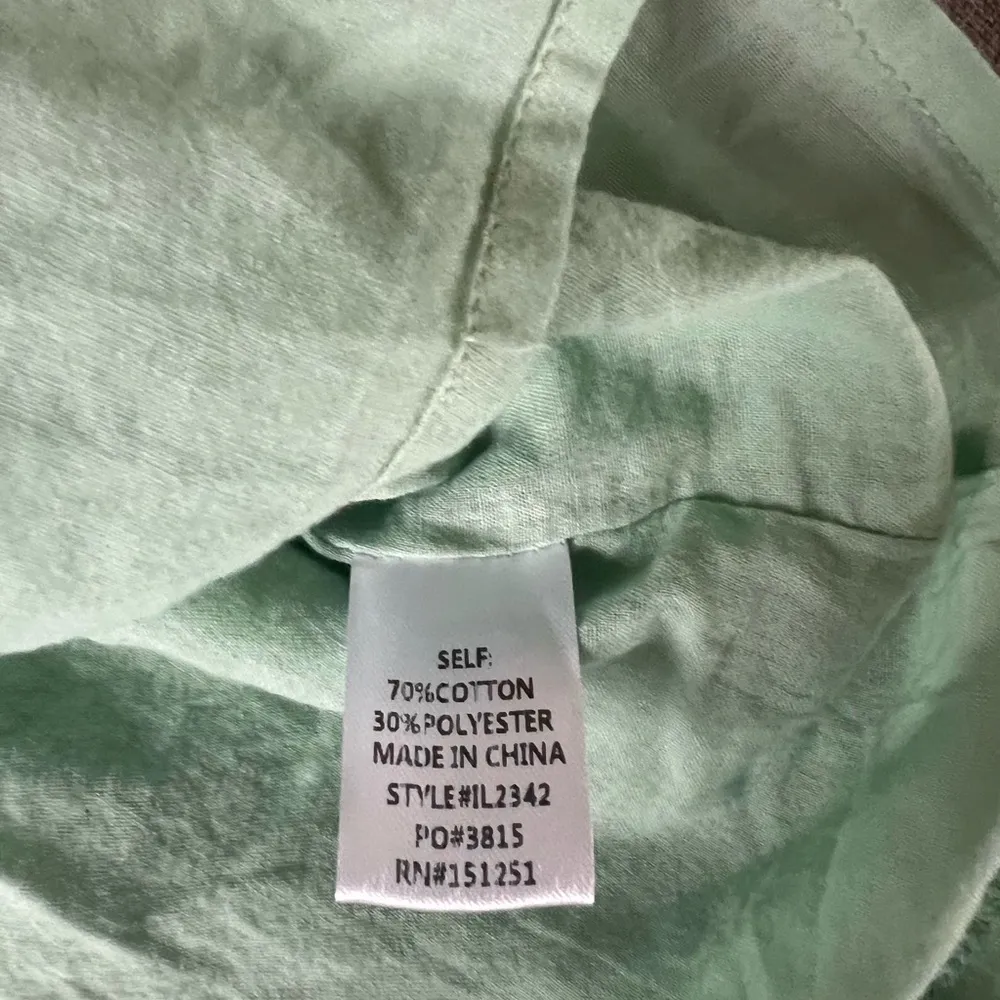 SELF:
70%COTTON
30%POLYESTER
MADE IN CHINA
STYLE#IL2342
PO#3815
RN#151251